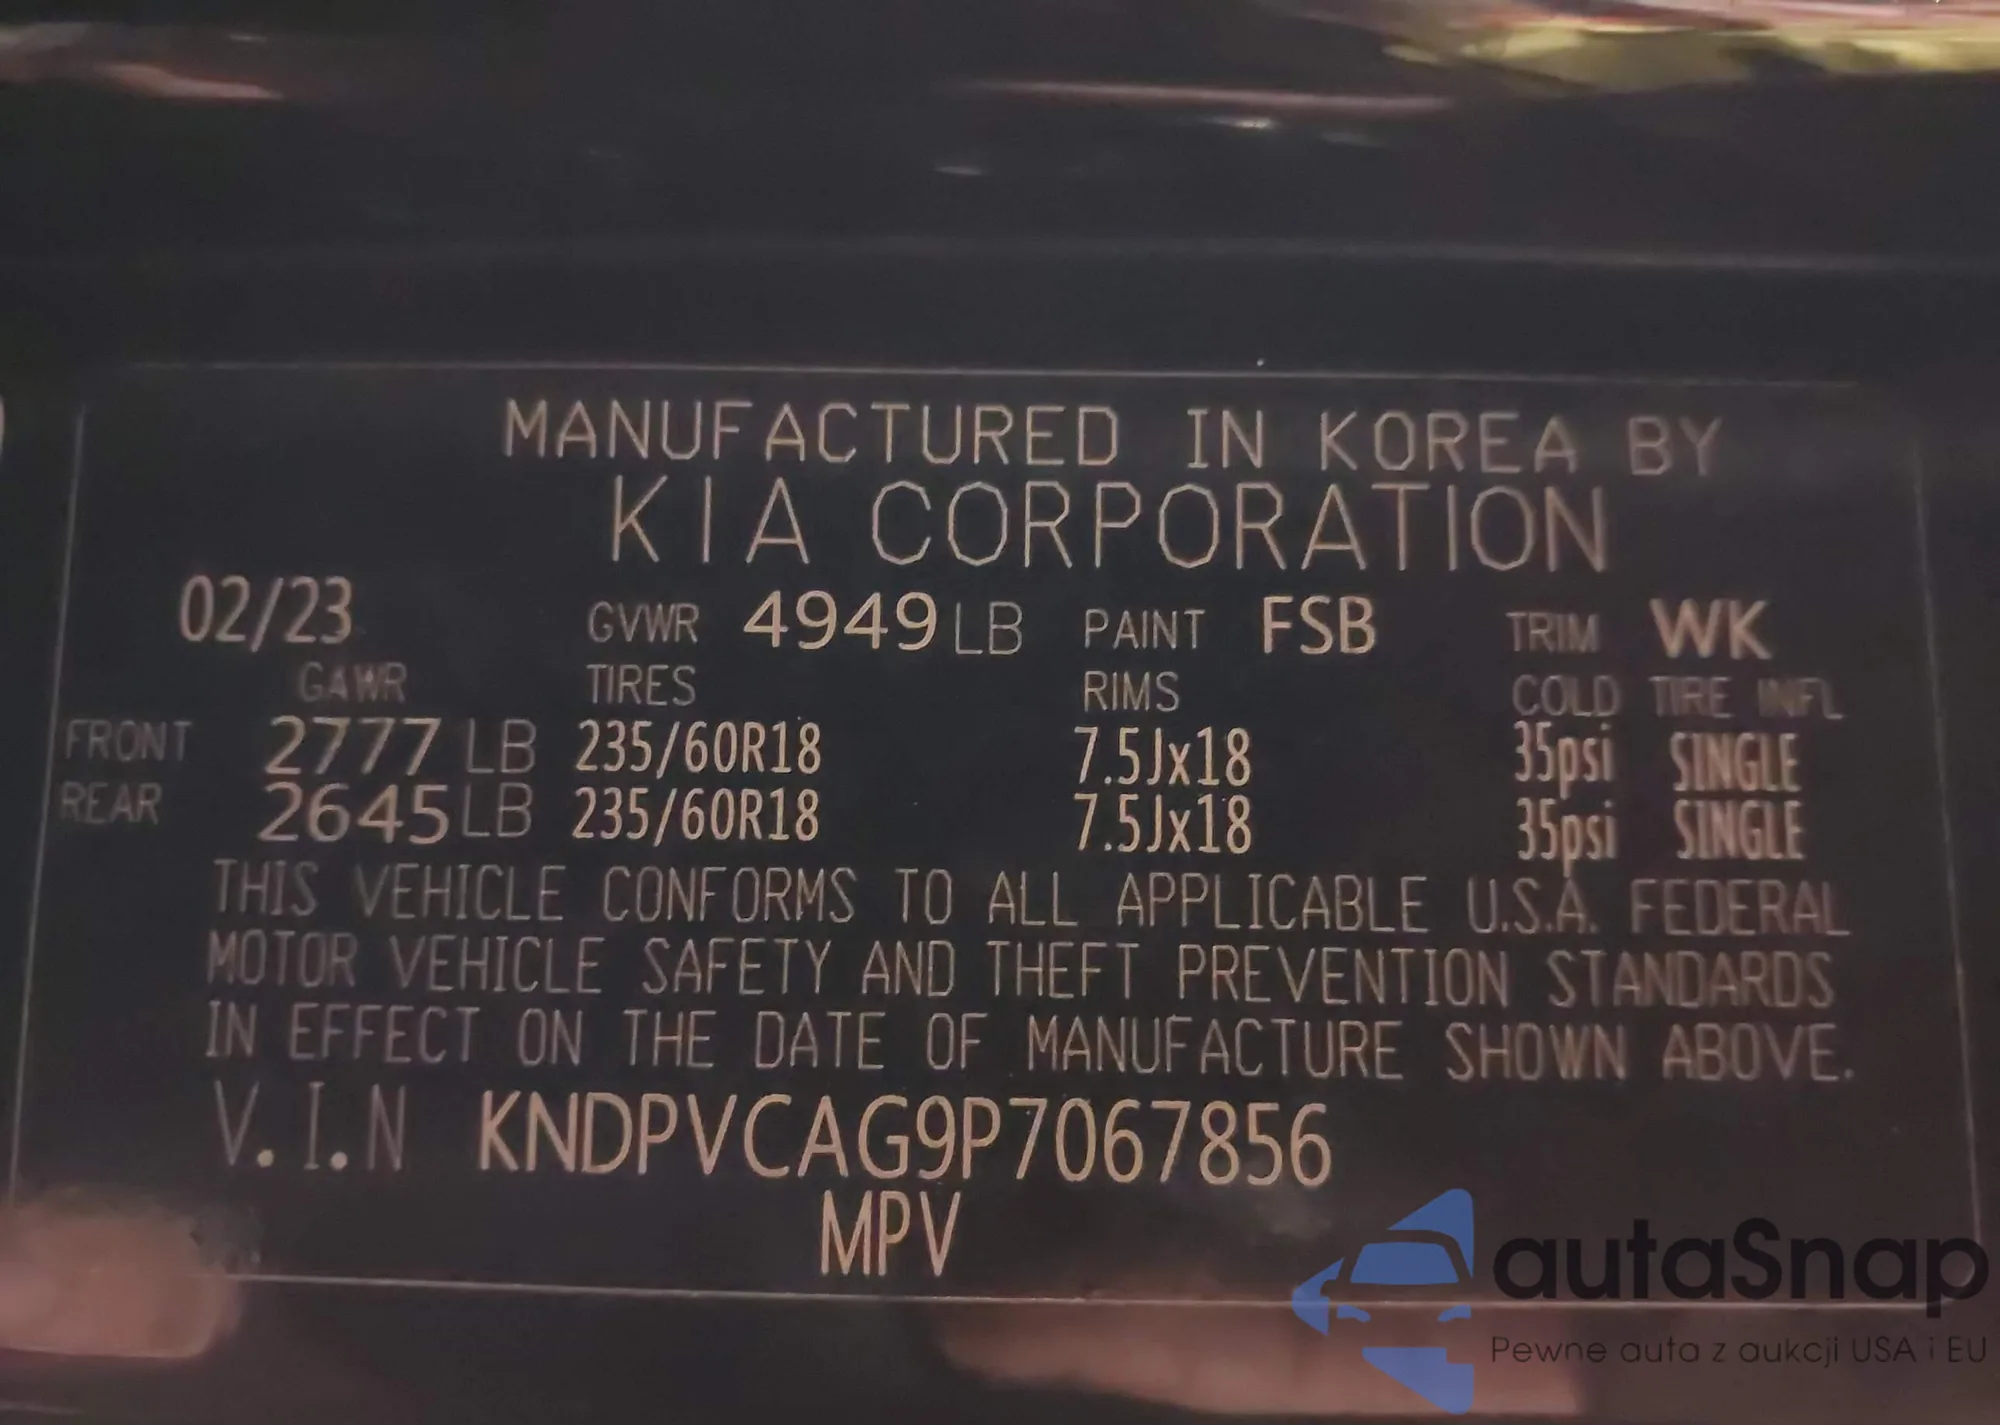 MANUFACTURED IN KOREA BY
KIA CORPORATION
02/23 GVWR 4949 LB PAINT FSB TRIM WK
GAWR TIRES RIMS COLD TIRE INFL
FRONT 2777 LB 235/60R18 7.5Jx18 35psi SINGLE
REAR 2645 LB 235/60R18 7.5Jx18 35psi SINGLE
THIS VEHICLE CONFORMS TO ALL APPLICABLE U.S.A. FEDERAL
MOTOR VEHICLE SAFETY AND THEFT PREVENTION STANDARDS
IN EFFECT ON THE DATE OF MANUFACTURE SHOWN ABOVE.
V.I.N KNDPVCAG9P7067856
MPV
autaSnap
Pewne auta z aukcji USA i EU